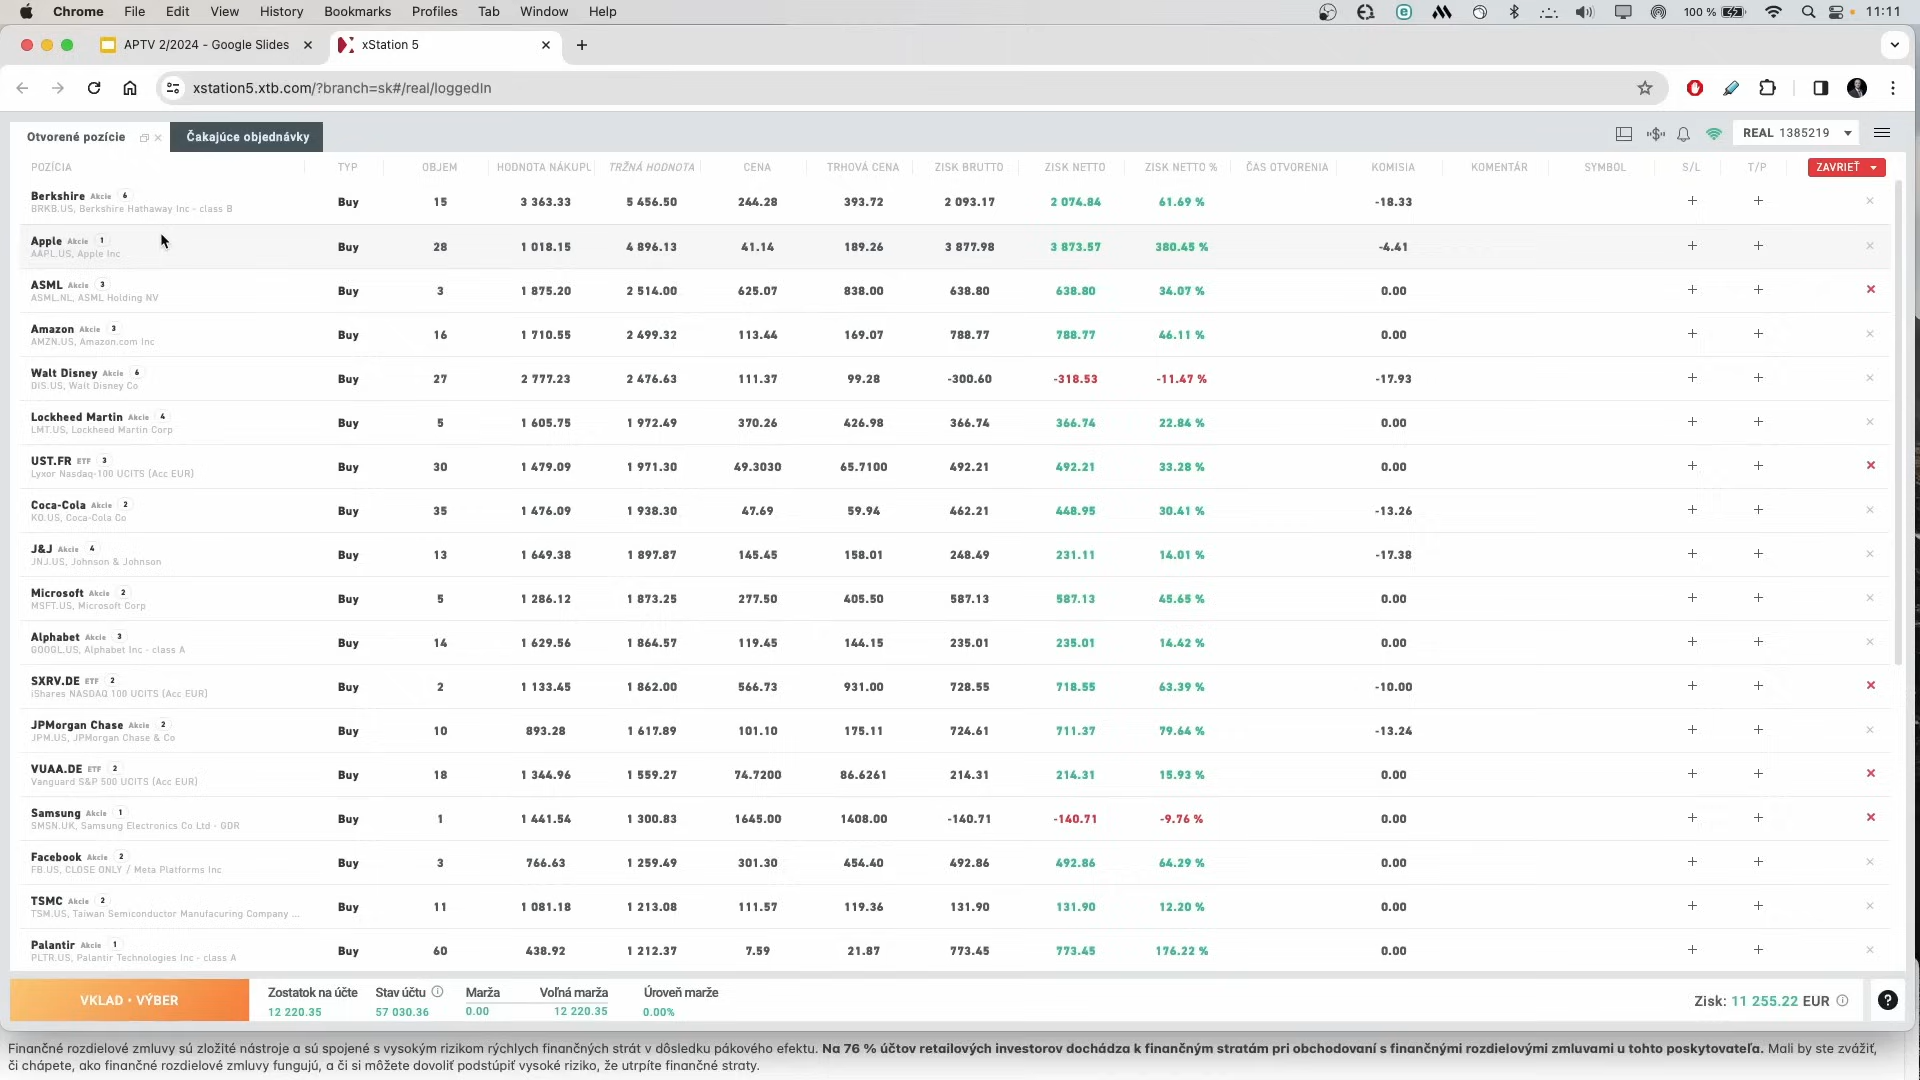 Chrome File Edit View History Bookmarks Profiles Tab Window Help 100 % 11:11
APTV 2/2024 - Google Slides xStation 5
xstation5.xtb.com/?branch=sk#/real/loggedIn
Otvorené pozície Čakajúce objednávky REAL 1385219
POZÍCIA TYP OBJEM HODNOTA NÁKUPU TRŽNÁ HODNOTA CENA TRHOVÁ CENA ZISK BRUTTO ZISK NETTO ZISK NETTO % ČAS OTVORENIA KOMISIA KOMENTÁR SYMBOL S/L T/P ZAVRIEŤ
Berkshire Akcie 6 Buy 15 3 363.33 5 456.50 244.28 393.72 2 093.17 2 074.84 61.69 % -18.33
BRKB.US, Berkshire Hathaway Inc - class B
Apple Akcie 1 Buy 28 1 018.15 4 896.13 41.14 189.26 3 877.98 3 873.57 380.45 % -4.41
AAPL.US, Apple Inc
ASML Akcie 3 Buy 3 1 875.20 2 514.00 625.07 838.00 638.80 638.80 34.07 % 0.00
ASML.NL, ASML Holding NV
Amazon Akcie 3 Buy 16 1 710.55 2 499.32 113.44 169.07 788.77 788.77 46.11 % 0.00
AMZN.US, Amazon.com Inc
Walt Disney Akcie 6 Buy 27 2 777.23 2 476.63 111.37 99.28 -300.60 -318.53 -11.47 % -17.93
DIS.US, Walt Disney Co
Lockheed Martin Akcie 4 Buy 5 1 605.75 1 972.49 370.26 426.98 366.74 366.74 22.84 % 0.00
LMT.US, Lockheed Martin Corp
UST.FR ETF 3 Buy 30 1 479.09 1 971.30 49.3030 65.7100 492.21 492.21 33.28 % 0.00
Lyxor Nasdaq-100 UCITS (Acc EUR)
Coca-Cola Akcie 2 Buy 35 1 476.09 1 938.30 47.69 59.94 462.21 448.95 30.41 % -13.26
KO.US, Coca-Cola Co
J&J Akcie 4 Buy 13 1 649.38 1 897.87 145.45 158.01 248.49 231.11 14.01 % -17.38
JNJ.US, Johnson & Johnson
Microsoft Akcie 2 Buy 5 1 286.12 1 873.25 277.50 405.50 587.13 587.13 45.65 % 0.00
MSFT.US, Microsoft Corp
Alphabet Akcie 3 Buy 14 1 629.56 1 864.57 119.45 144.15 235.01 235.01 14.42 % 0.00
GOOGL.US, Alphabet Inc - class A
SXRV.DE ETF 2 Buy 2 1 133.45 1 862.00 566.73 931.00 728.55 718.55 63.39 % -10.00
iShares NASDAQ 100 UCITS (Acc EUR)
JPMorgan Chase Akcie 2 Buy 10 893.28 1 617.89 101.10 175.11 724.61 711.37 79.64 % -13.24
JPM.US, JPMorgan Chase & Co
VUAA.DE ETF 2 Buy 18 1 344.96 1 559.27 74.7200 86.6261 214.31 214.31 15.93 % 0.00
Vanguard S&P 500 UCITS (Acc EUR)
Samsung Akcie 1 Buy 1 1 441.54 1 300.83 1645.00 1408.00 -140.71 -140.71 -9.76 % 0.00
SMSN.UK, Samsung Electronics Co Ltd - GDR
Facebook Akcie 2 Buy 3 766.63 1 259.49 301.30 454.40 492.86 492.86 64.29 % 0.00
FB.US, CLOSE ONLY / Meta Platforms Inc
TSMC Akcie 2 Buy 11 1 081.18 1 213.08 111.57 119.36 131.90 131.90 12.20 % 0.00
TSM.US, Taiwan Semiconductor Manufacuring Company ...
Palantir Akcie 1 Buy 60 438.92 1 212.37 7.59 21.87 773.45 773.45 176.22 % 0.00
PLTR.US, Palantir Technologies Inc - class A
VKLAD • VÝBER Zostatok na účte Stav účtu Marža Voľná marža Úroveň marže Zisk: 11 255.22 EUR
12 220.35 57 030.36 0.00 12 220.35 0.00%
Finančné rozdielové zmluvy sú zložité nástroje a sú spojené s vysokým rizikom rýchlych finančných strát v dôsledku pákového efektu. Na 76 % účtov retailových investorov dochádza k finančným stratám pri obchodovaní s finančnými rozdielovými zmluvami u tohto poskytovateľa. Mali by ste zvážiť,
či chápete, ako finančné rozdielové zmluvy fungujú, a či si môžete dovoliť podstúpiť vysoké riziko, že utrpíte finančné straty.